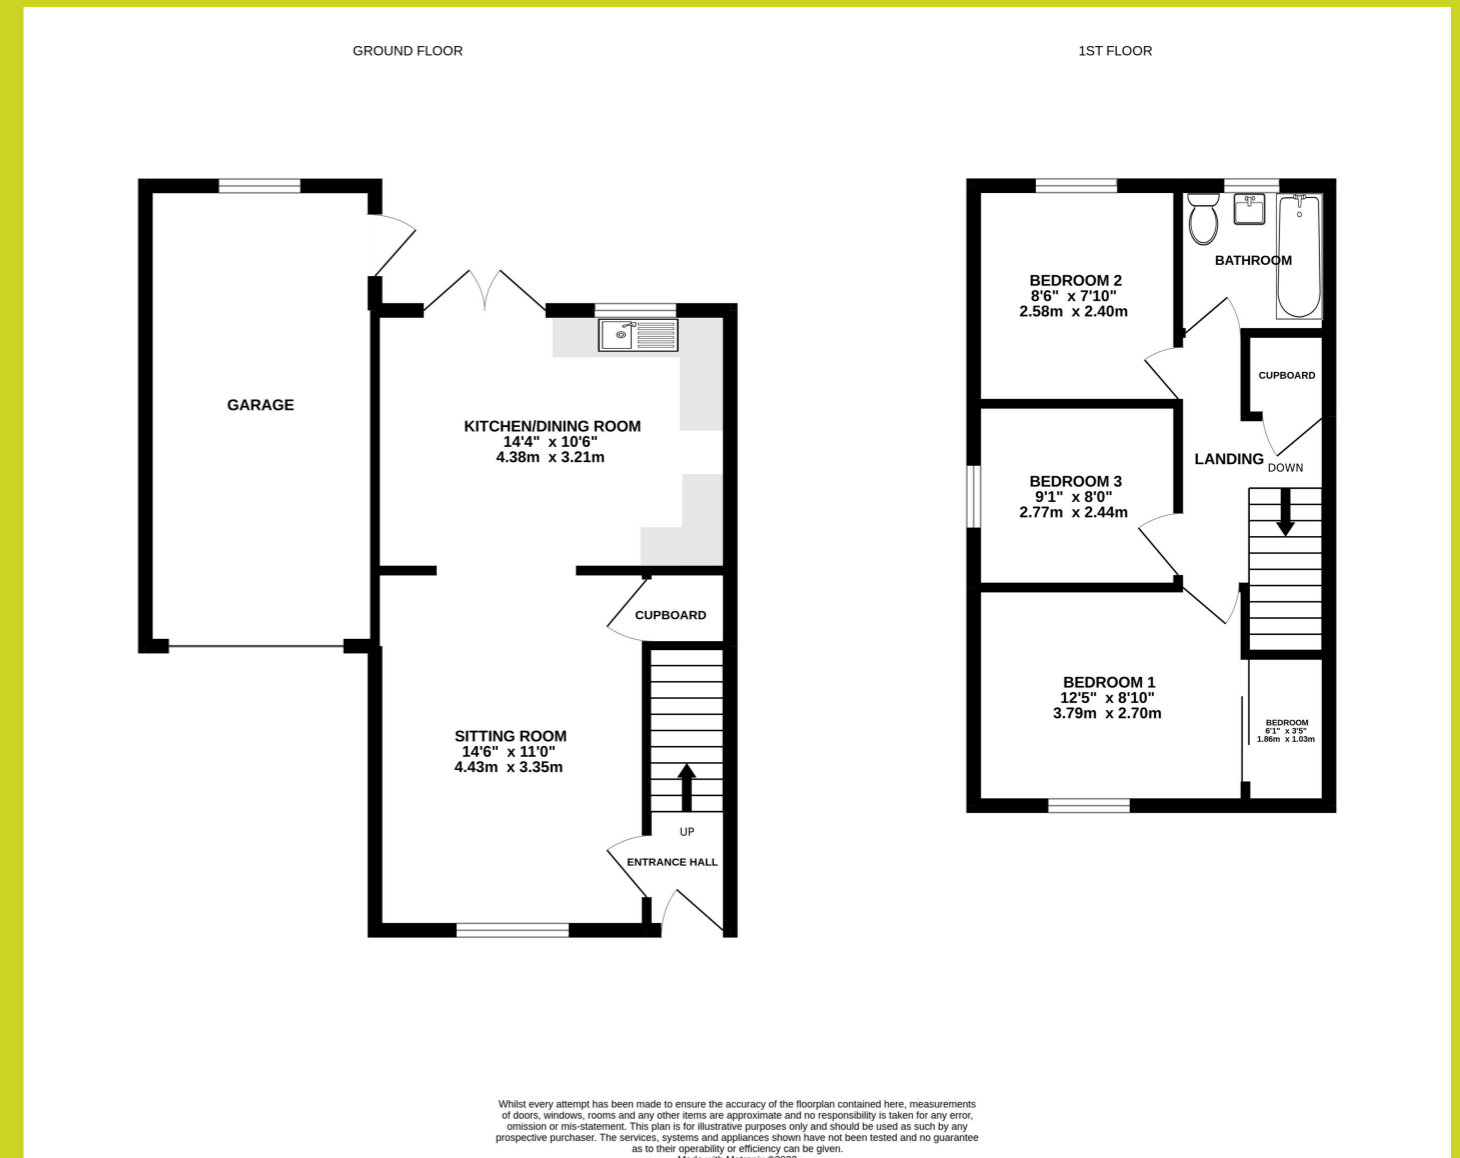 GROUND FLOOR
1ST FLOOR
GARAGE
KITCHEN/DINING ROOM
14'4" x 10'6"
4.38m x 3.21m
CUPBOARD
SITTING ROOM
14'6" x 11'0"
4.43m x 3.35m
UP
ENTRANCE HALL
BATHROOM
BEDROOM 2
8'6" x 7'10"
2.58m x 2.40m
CUPBOARD
LANDING
DOWN
BEDROOM 3
9'1" x 8'0"
2.77m x 2.44m
BEDROOM 1
12'5" x 8'10"
3.79m x 2.70m
BEDROOM
6'1" x 3'5"
1.86m x 1.03m
Whilst every attempt has been made to ensure the accuracy of the floorplan contained here, measurements
of doors, windows, rooms and any other items are approximate and no responsibility is taken for any error,
omission or mis-statement. This plan is for illustrative purposes only and should be used as such by any
prospective purchaser. The services, systems and appliances shown have not been tested and no guarantee
as to their operability or efficiency can be given.
Made with Metropix